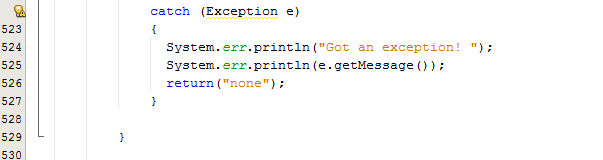 catch (Exception e)
523 {
524 System.err.println("Got an exception! ");
525 System.err.println(e.getMessage());
526 return("none");
527 }
528
529 }
530